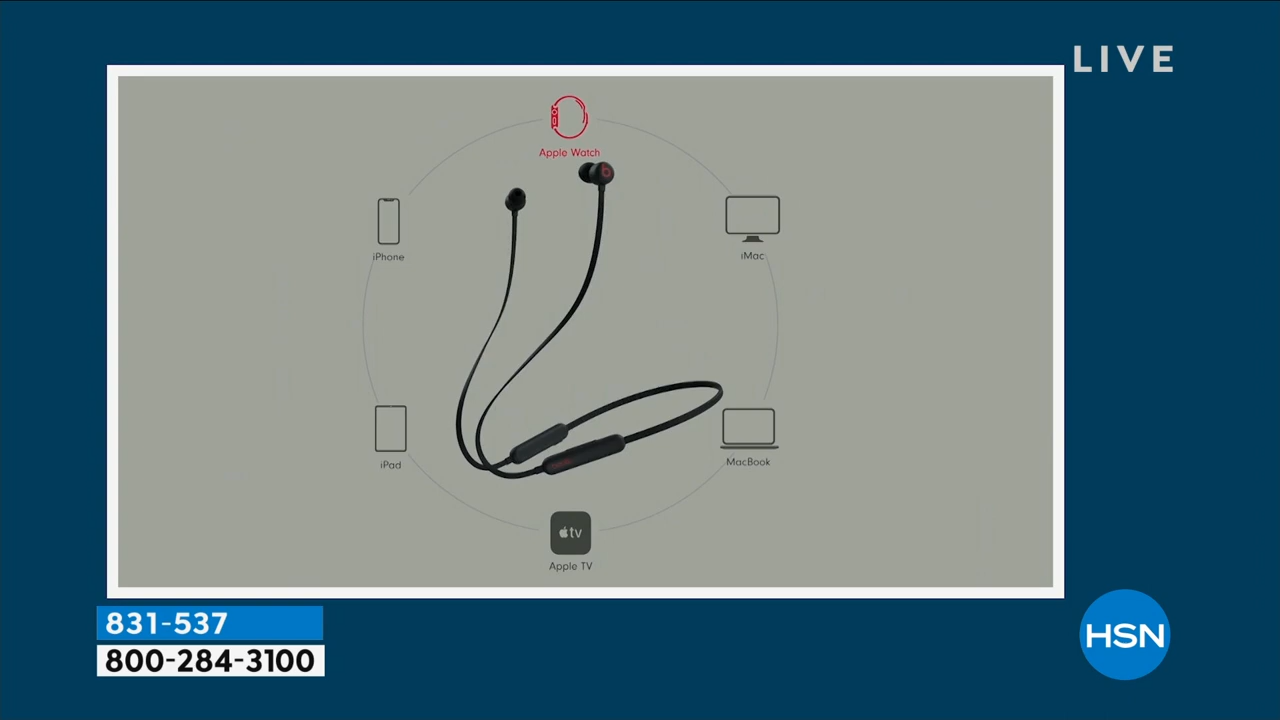 LIVE
Apple Watch
iPhone
iMac
iPad
MacBook
tv
Apple TV
831-537
800-284-3100
HSN